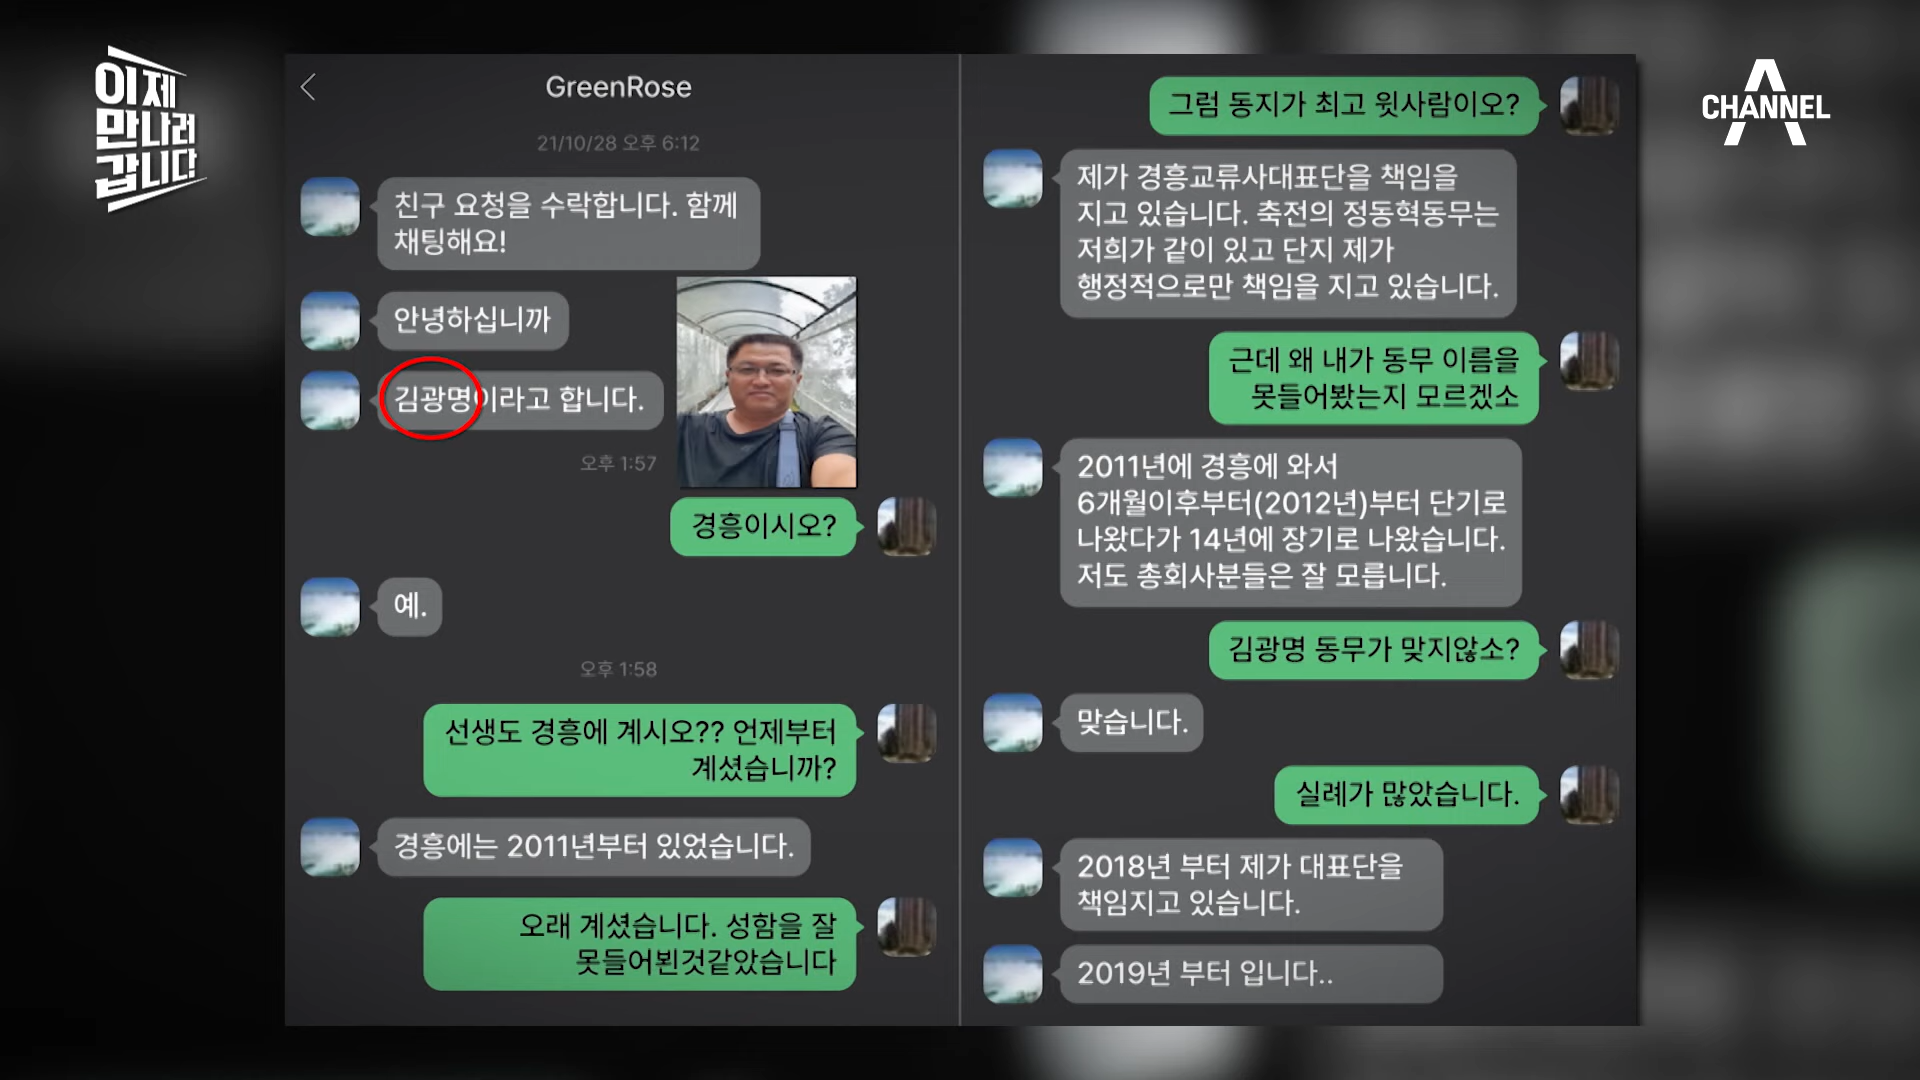 이제
만나러
갑니다
CHANNEL A
GreenRose
21/10/28 오후 6:12
친구 요청을 수락합니다. 함께
채팅해요!
안녕하십니까
김광명이라고 합니다.
오후 1:57
경흥이시오?
예.
오후 1:58
선생도 경흥에 계시오?? 언제부터
계셨습니까?
경흥에는 2011년부터 있었습니다.
오래 계셨습니다. 성함을 잘
못들어뵌것같았습니다
그럼 동지가 최고 윗사람이오?
제가 경흥교류사대표단을 책임을
지고 있습니다. 축전의 정동혁동무는
저희가 같이 있고 단지 제가
행정적으로만 책임을 지고 있습니다.
근데 왜 내가 동무 이름을
못들어봤는지 모르겠소
2011년에 경흥에 와서
6개월이후부터(2012년)부터 단기로
나왔다가 14년에 장기로 나왔습니다.
저도 총회사분들은 잘 모릅니다.
김광명 동무가 맞지않소?
맞습니다.
실례가 많았습니다.
2018년 부터 제가 대표단을
책임지고 있습니다.
2019년 부터 입니다..